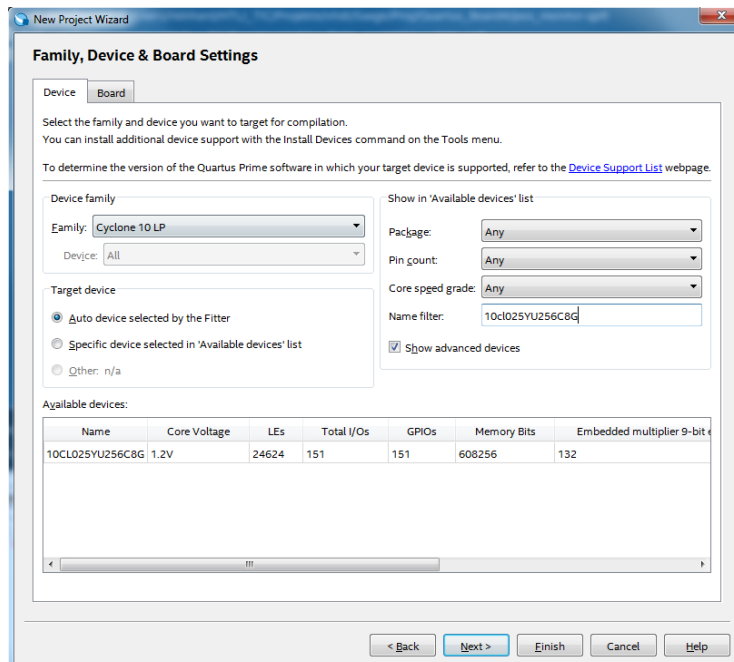 New Project Wizard
Family, Device & Board Settings
Device Board
Select the family and device you want to target for compilation.
You can install additional device support with the Install Devices command on the Tools menu.
To determine the version of the Quartus Prime software in which your target device is supported, refer to the Device Support List webpage.
Device family
Family: Cyclone 10 LP
Device: All
Target device
Auto device selected by the Fitter
Specific device selected in 'Available devices' list
Other: n/a
Show in 'Available devices' list
Package: Any
Pin count: Any
Core speed grade: Any
Name filter: 10cl025YU256C8G
Show advanced devices
Available devices:
Name Core Voltage LEs Total I/Os GPIOs Memory Bits Embedded multiplier 9-bit e
10CL025YU256C8G 1.2V 24624 151 151 608256 132
< Back Next > Finish Cancel Help